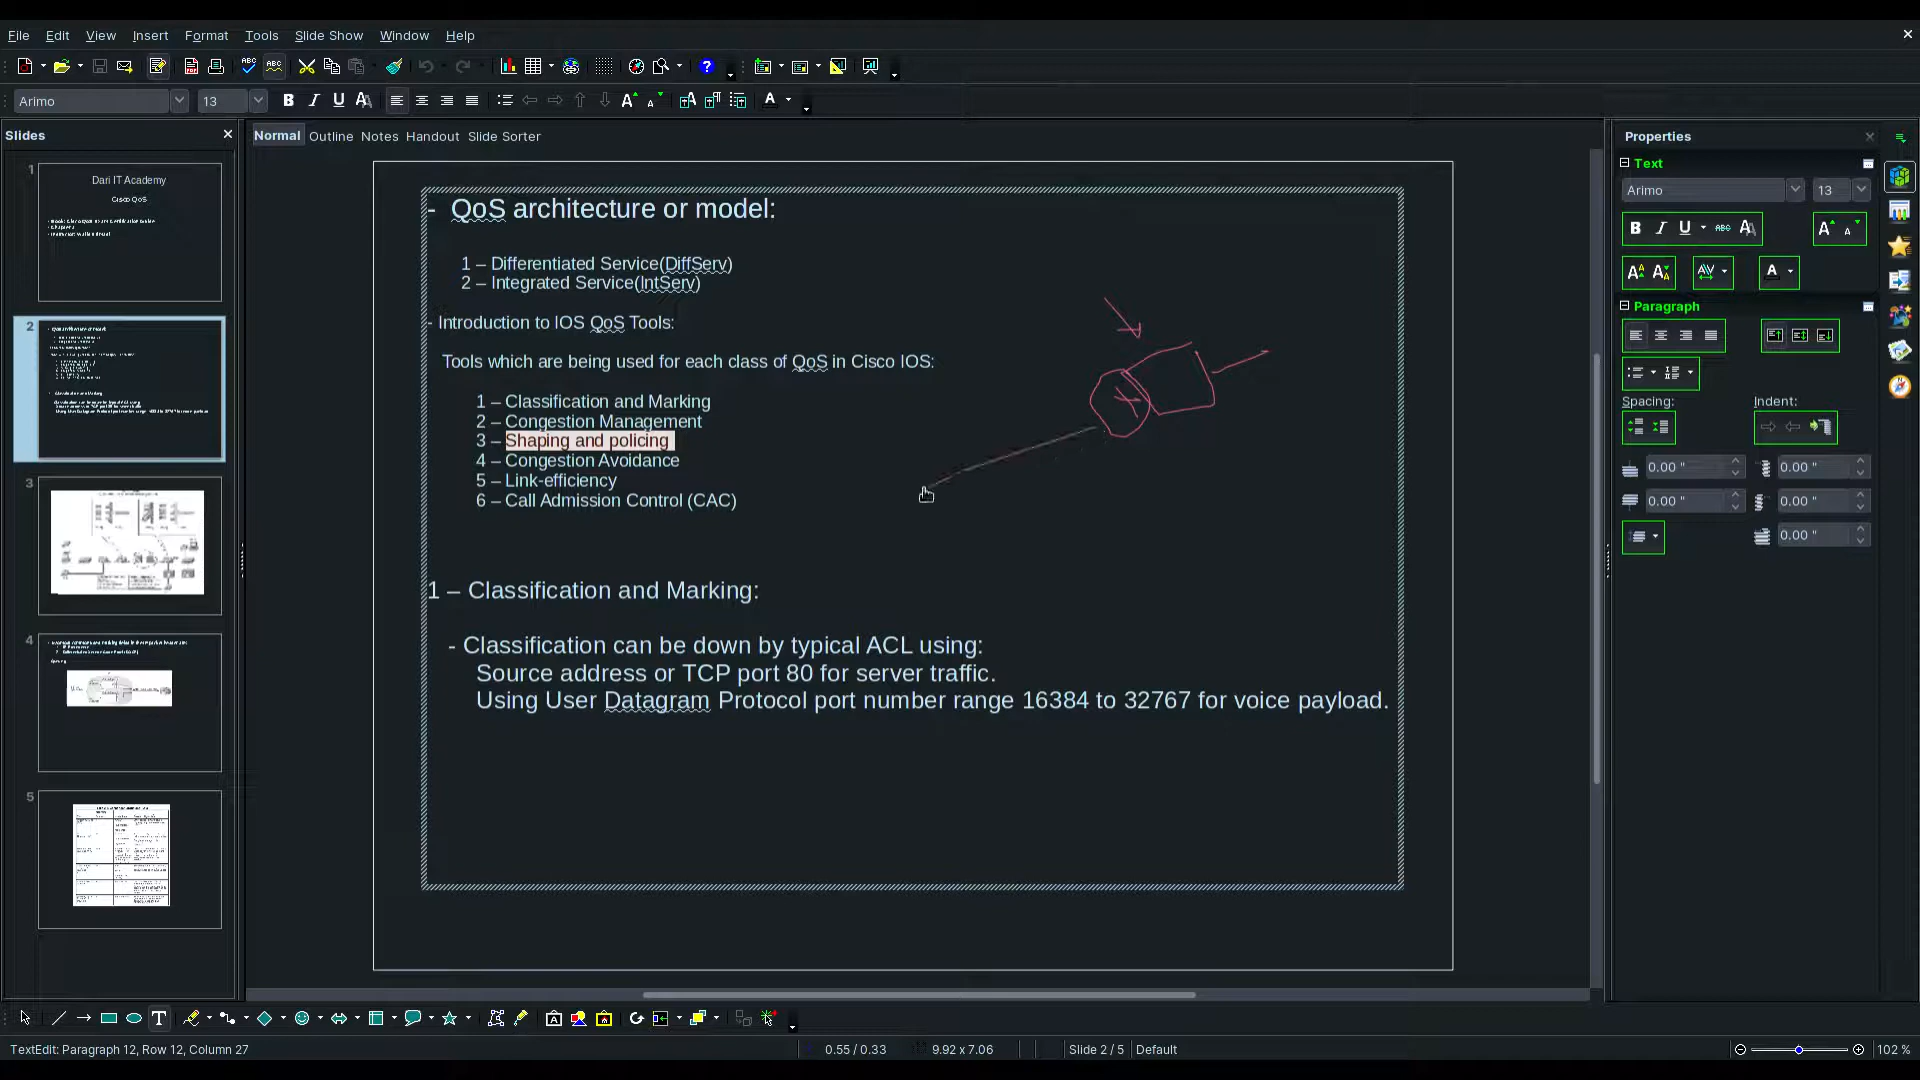 File Edit View Insert Format Tools Slide Show Window Help
Arimo 13
Slides
Normal Outline Notes Handout Slide Sorter
1
Dari IT Academy
Cisco QoS
2
3
4
5
- QoS architecture or model:
1 – Differentiated Service(DiffServ)
2 – Integrated Service(IntServ)
- Introduction to IOS QoS Tools:
Tools which are being used for each class of QoS in Cisco IOS:
1 – Classification and Marking
2 – Congestion Management
3 – Shaping and policing
4 – Congestion Avoidance
5 – Link-efficiency
6 – Call Admission Control (CAC)
1 – Classification and Marking:
- Classification can be down by typical ACL using:
Source address or TCP port 80 for server traffic.
Using User Datagram Protocol port number range 16384 to 32767 for voice payload.
Properties
Text
Arimo 13
Paragraph
Spacing: Indent:
0.00 " 0.00 "
0.00 " 0.00 "
0.00 "
TextEdit: Paragraph 12, Row 12, Column 27
0.55 / 0.33
9.92 x 7.06
Slide 2 / 5
Default
102 %